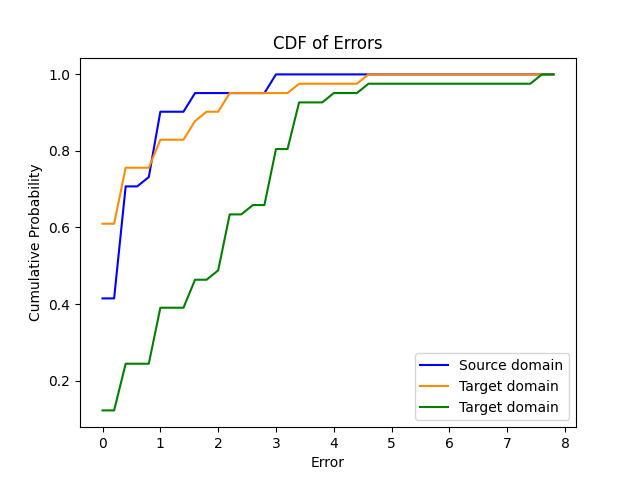 CDF of Errors
Cumulative Probability
1.0
0.8
0.6
0.4
0.2
Source domain
Target domain
Target domain
0 1 2 3 4 5 6 7 8
Error